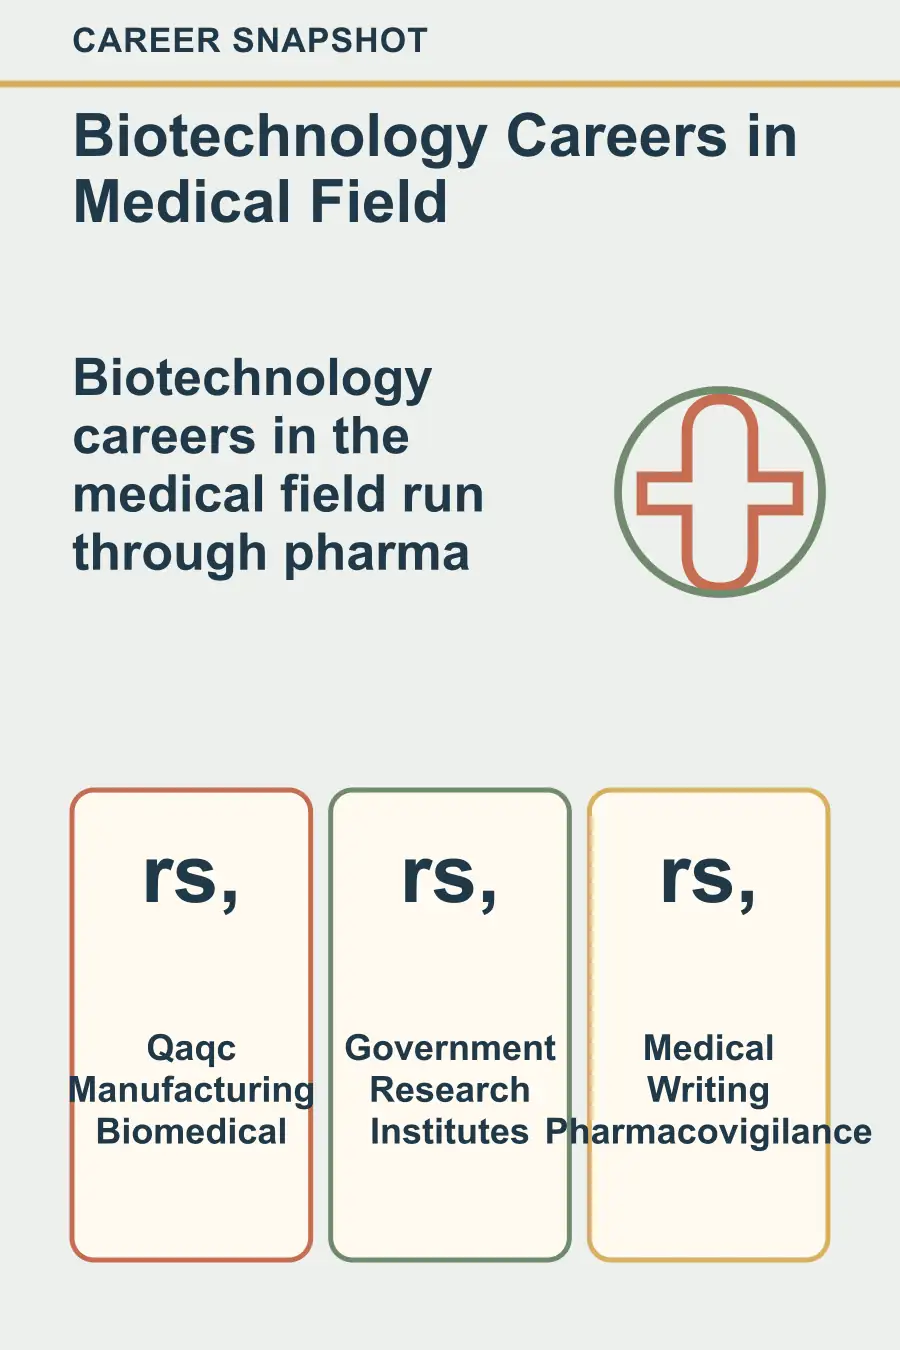 CAREER SNAPSHOT
Biotechnology Careers in
Medical Field
Biotechnology
careers in the
medical field run
through pharma
rs,
Qaqc
Manufacturing
Biomedical
rs,
Government
Research
Institutes
rs,
Medical
Writing
Pharmacovigilance